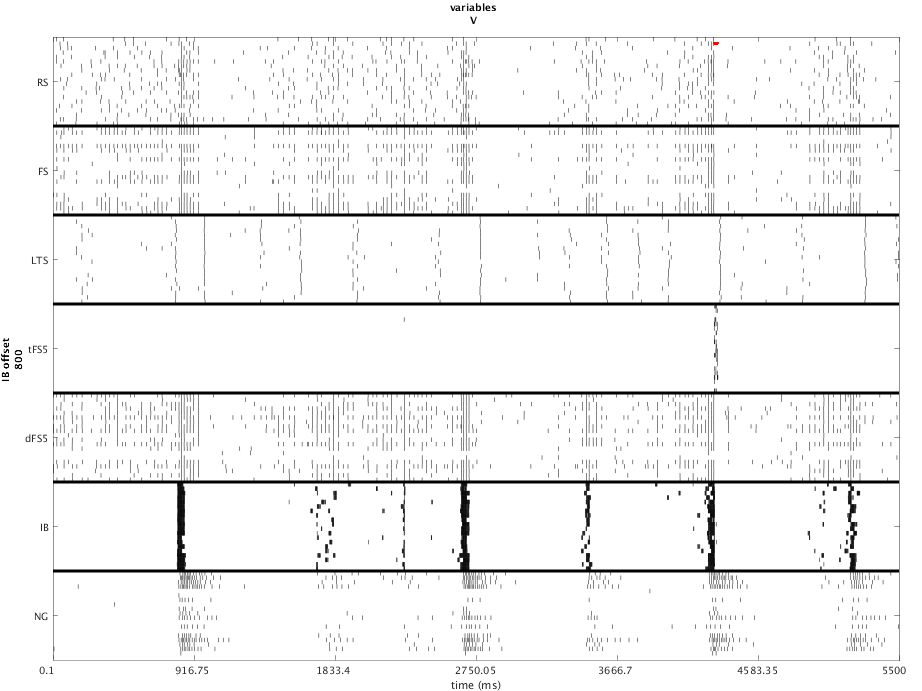 variables
V
RS
FS
LTS
tFS5
dFS5
IB
NG
IB offset
800
0.1 916.75 1833.4 2750.05 3666.7 4583.35 5500
time (ms)